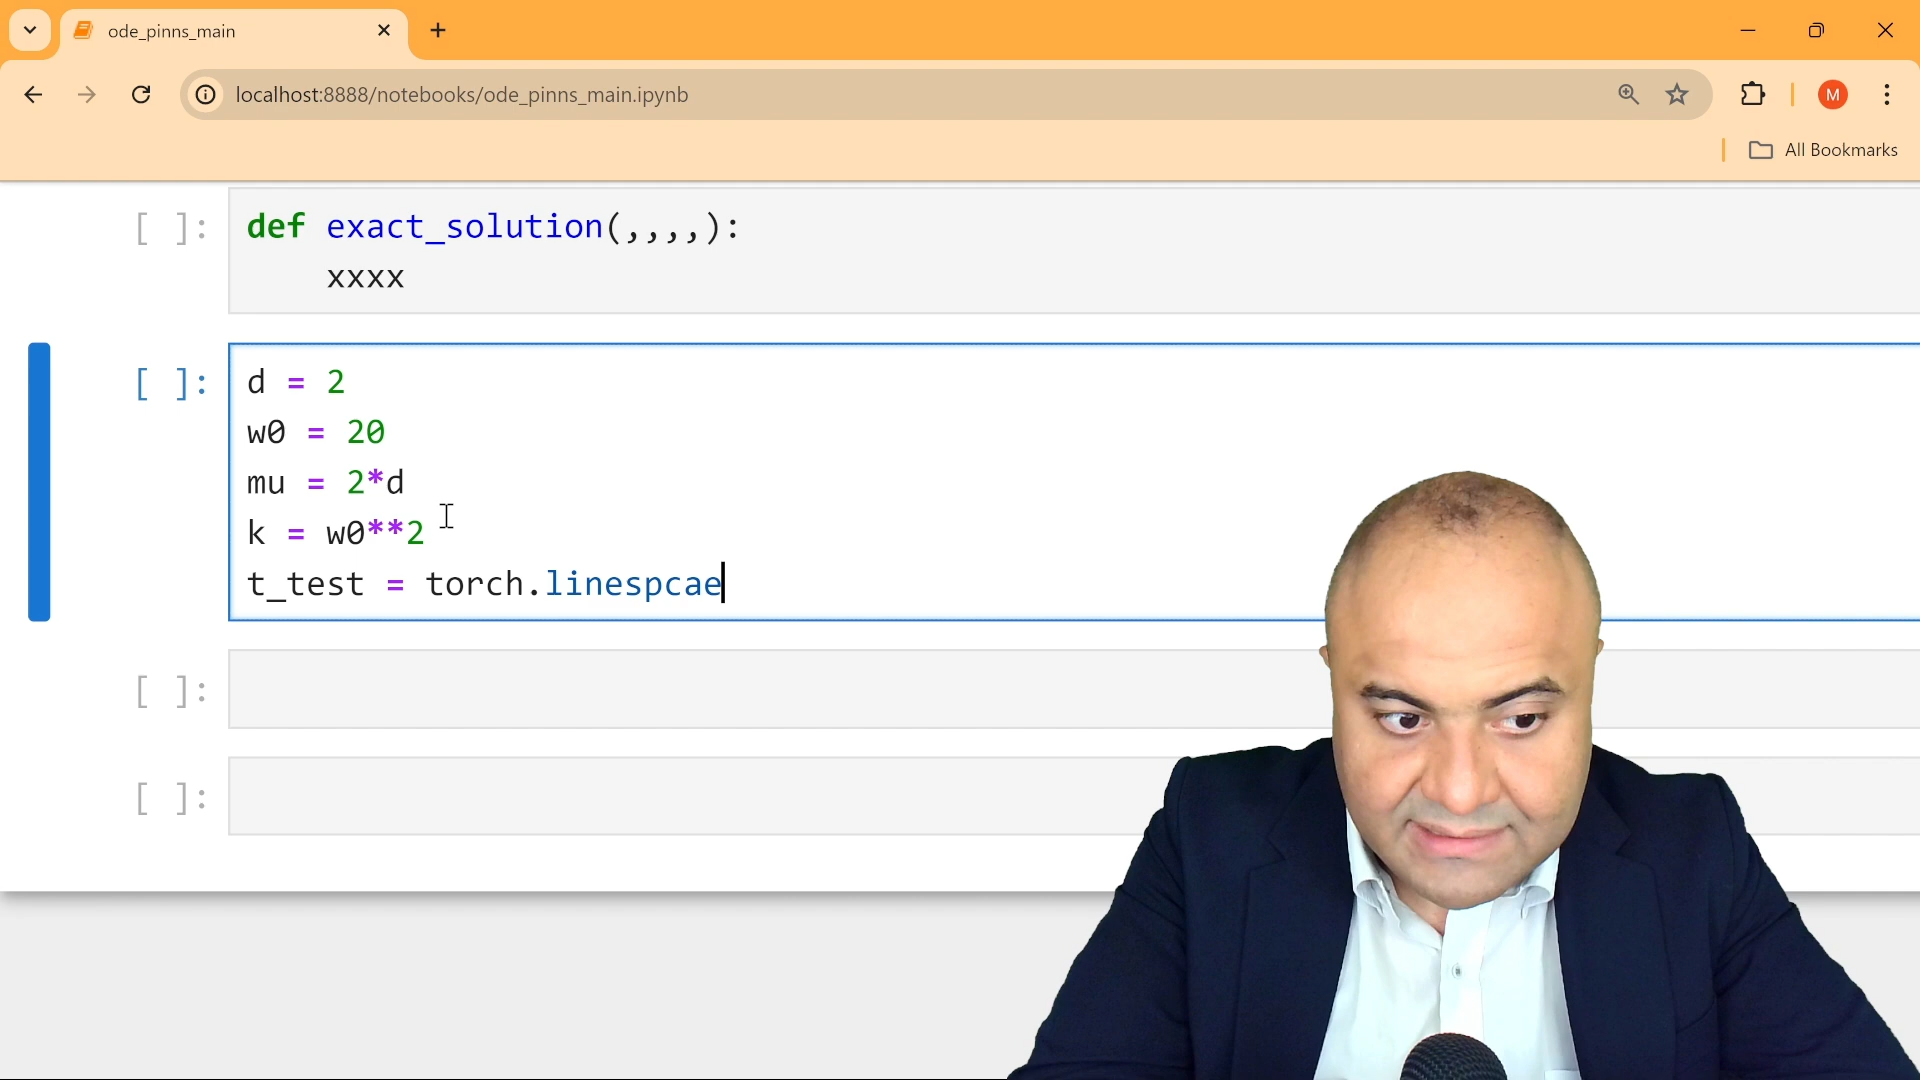 ode_pinns_main
localhost:8888/notebooks/ode_pinns_main.ipynb
M
All Bookmarks
[ ]: def exact_solution(,,,,):
xxxx
[ ]: d = 2
w0 = 20
mu = 2*d
k = w0**2
t_test = torch.linespcae
[ ]:
[ ]: